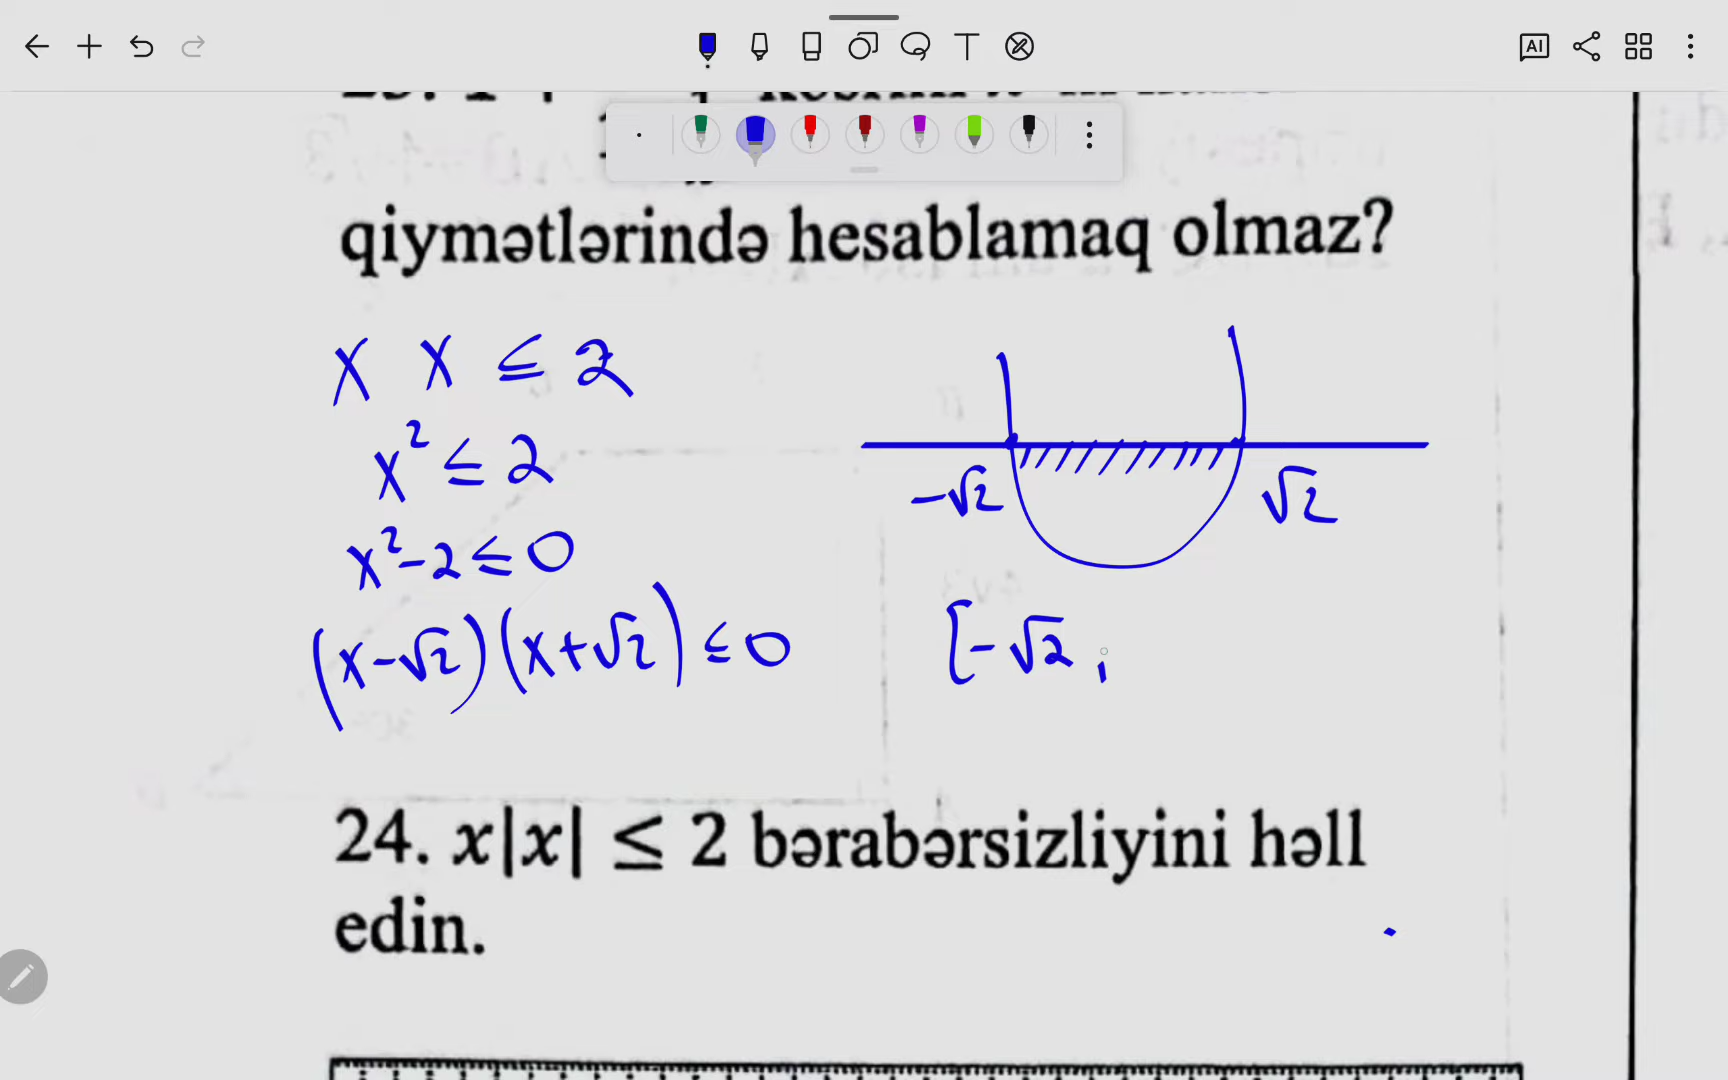 qiymətlərində hesablamaq olmaz?
x x ≤ 2
x² ≤ 2
x² - 2 ≤ 0
(x - √2)(x + √2) ≤ 0
-√2 √2
[-√2 ;
24. x|x| ≤ 2 bərabərsizliyini həll
edin.
AI
T